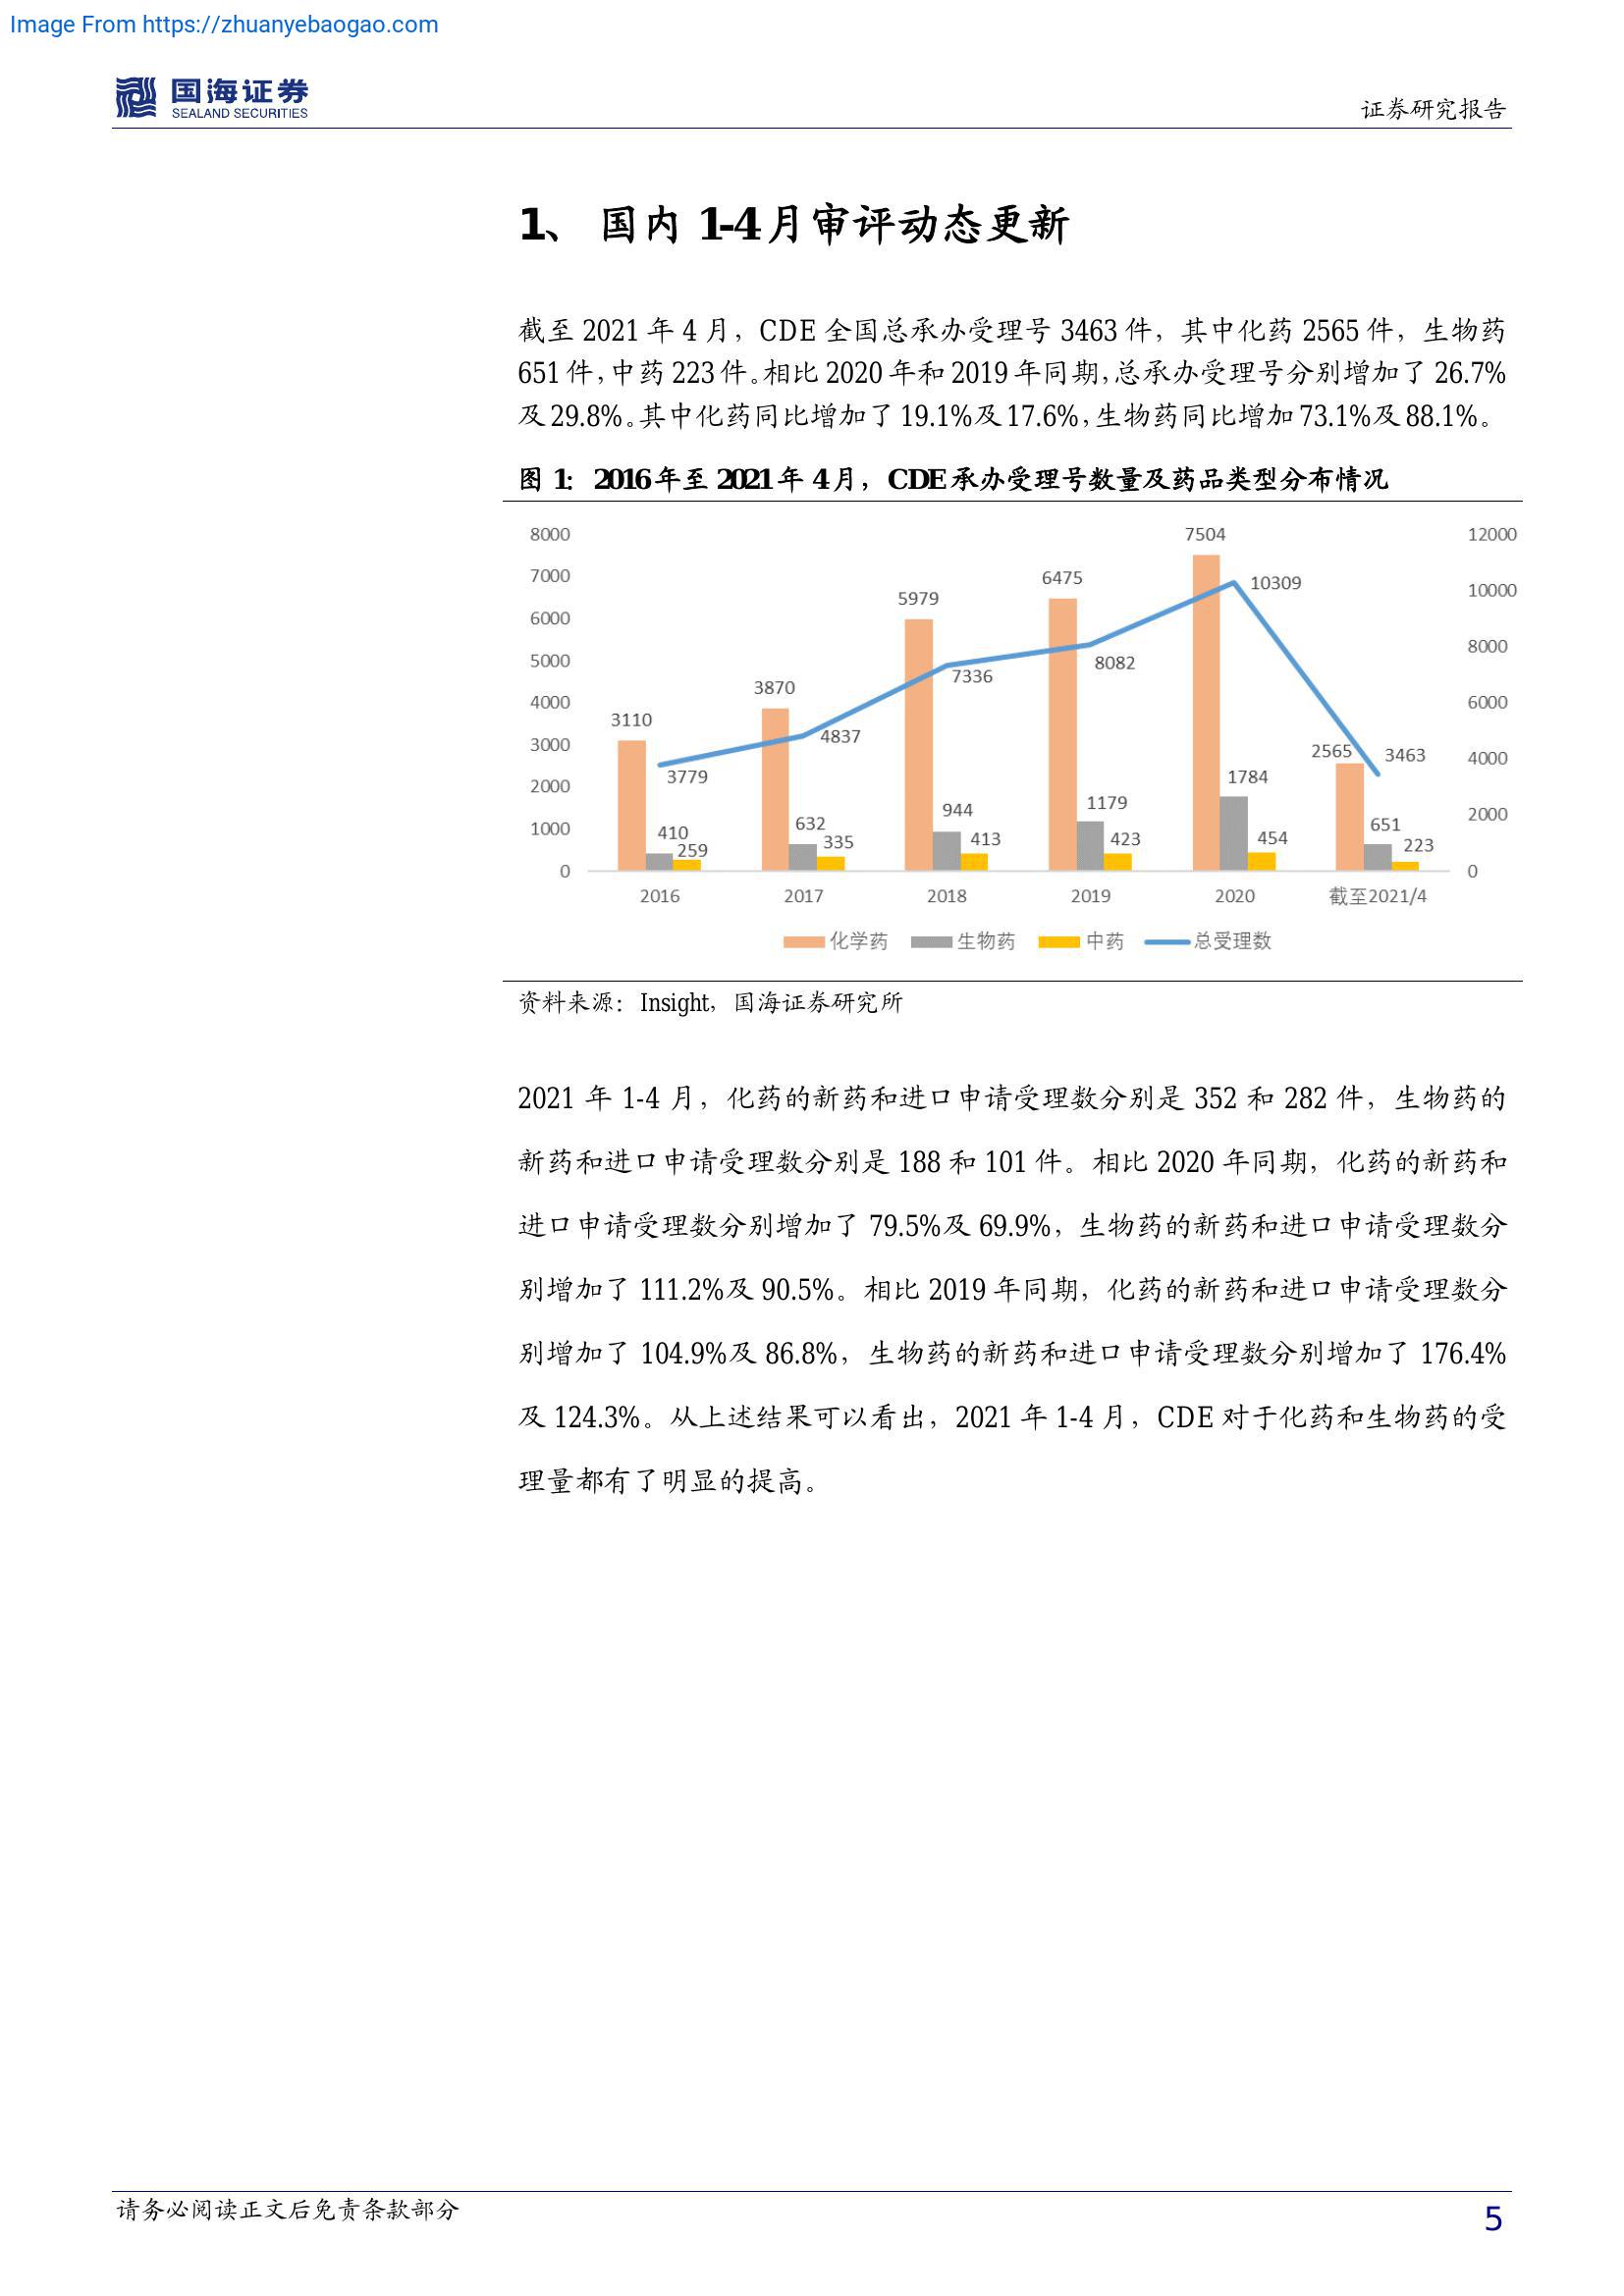 Image From https://zhuanyebaogao.com
国海证券
SEALAND SECURITIES
证券研究报告
1、 国内 1-4 月审评动态更新
截至 2021 年 4 月，CDE 全国总承办受理号 3463 件，其中化药 2565 件，生物药
651 件，中药 223 件。相比 2020 年和 2019 年同期，总承办受理号分别增加了 26.7%
及 29.8%。其中化药同比增加了 19.1%及 17.6%，生物药同比增加 73.1%及 88.1%。
图 1： 2016 年至 2021 年 4 月，CDE 承办受理号数量及药品类型分布情况
8000 7504 12000
7000 6475 10309 10000
6000 5979
5000 8082 8000
4000 3870 7336 6000
3000 3110 4837 2565 3463 4000
2000 3779 1784 2000
1000 410 632 944 1179 651
259 335 413 423 454 223
0 0
2016 2017 2018 2019 2020 截至2021/4
化学药 生物药 中药 总受理数
资料来源：Insight，国海证券研究所
2021 年 1-4 月，化药的新药和进口申请受理数分别是 352 和 282 件，生物药的
新药和进口申请受理数分别是 188 和 101 件。相比 2020 年同期，化药的新药和
进口申请受理数分别增加了 79.5%及 69.9%，生物药的新药和进口申请受理数分
别增加了 111.2%及 90.5%。相比 2019 年同期，化药的新药和进口申请受理数分
别增加了 104.9%及 86.8%，生物药的新药和进口申请受理数分别增加了 176.4%
及 124.3%。从上述结果可以看出，2021 年 1-4 月，CDE 对于化药和生物药的受
理量都有了明显的提高。
请务必阅读正文后免责条款部分
5